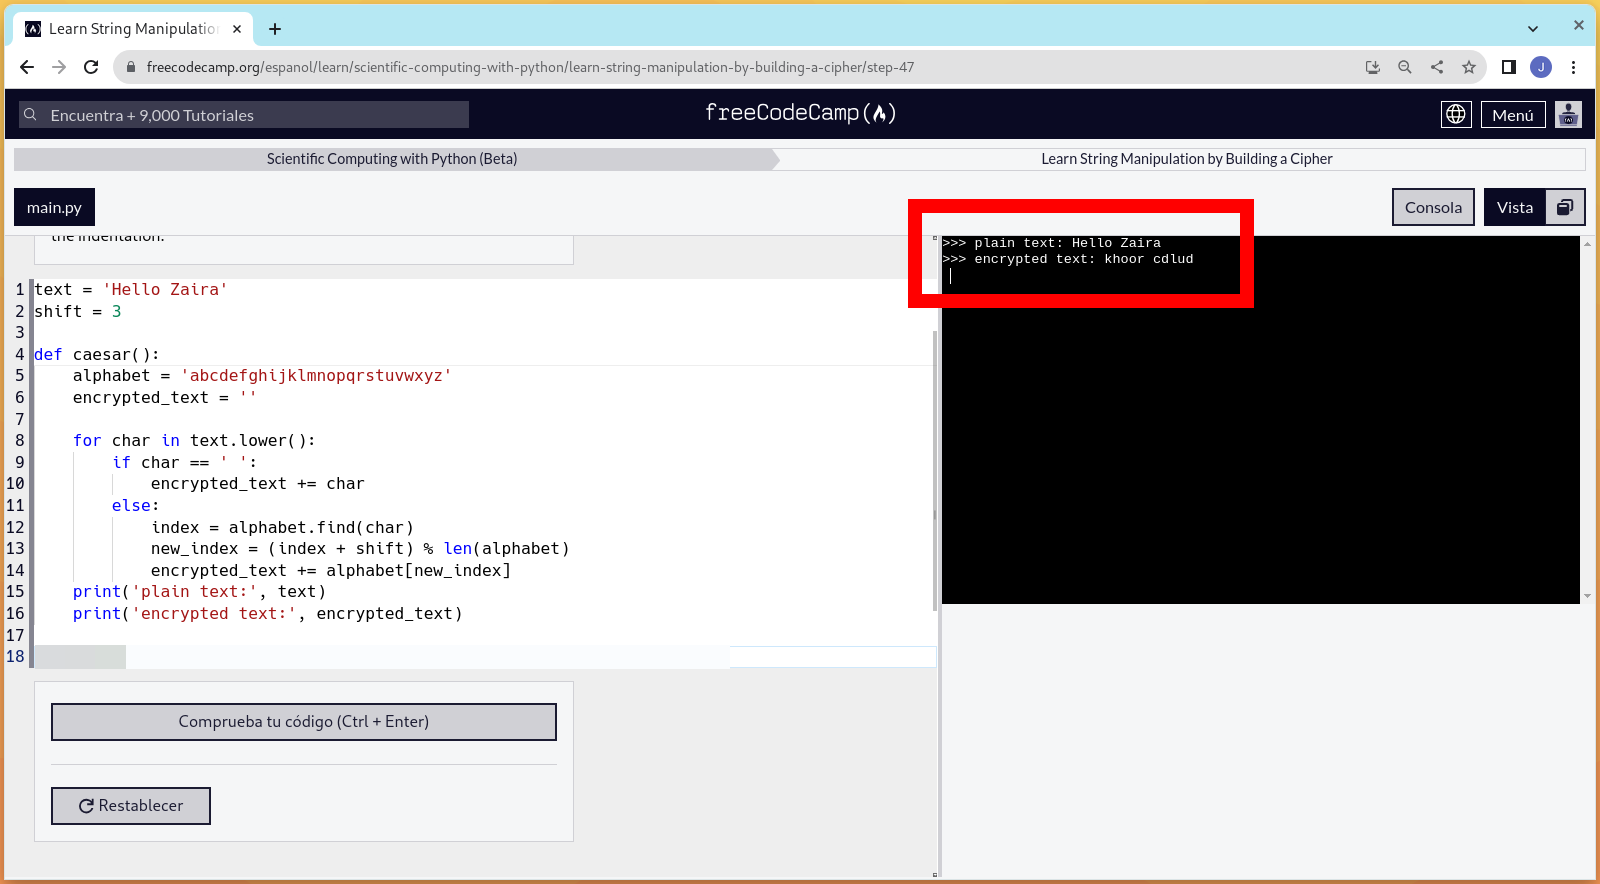 Learn String Manipulatio
freecodecamp.org/espanol/learn/scientific-computing-with-python/learn-string-manipulation-by-building-a-cipher/step-47
J
Encuentra + 9,000 Tutoriales
freeCodeCamp
Menú
Scientific Computing with Python (Beta)
Learn String Manipulation by Building a Cipher
main.py
Consola
Vista
the indentation.
1 text = 'Hello Zaira'
2 shift = 3
3
4 def caesar():
5 alphabet = 'abcdefghijklmnopqrstuvwxyz'
6 encrypted_text = ''
7
8 for char in text.lower():
9 if char == ' ':
10 encrypted_text += char
11 else:
12 index = alphabet.find(char)
13 new_index = (index + shift) % len(alphabet)
14 encrypted_text += alphabet[new_index]
15 print('plain text:', text)
16 print('encrypted text:', encrypted_text)
17
18
>>> plain text: Hello Zaira
>>> encrypted text: khoor cdlud
Comprueba tu código (Ctrl + Enter)
Restablecer